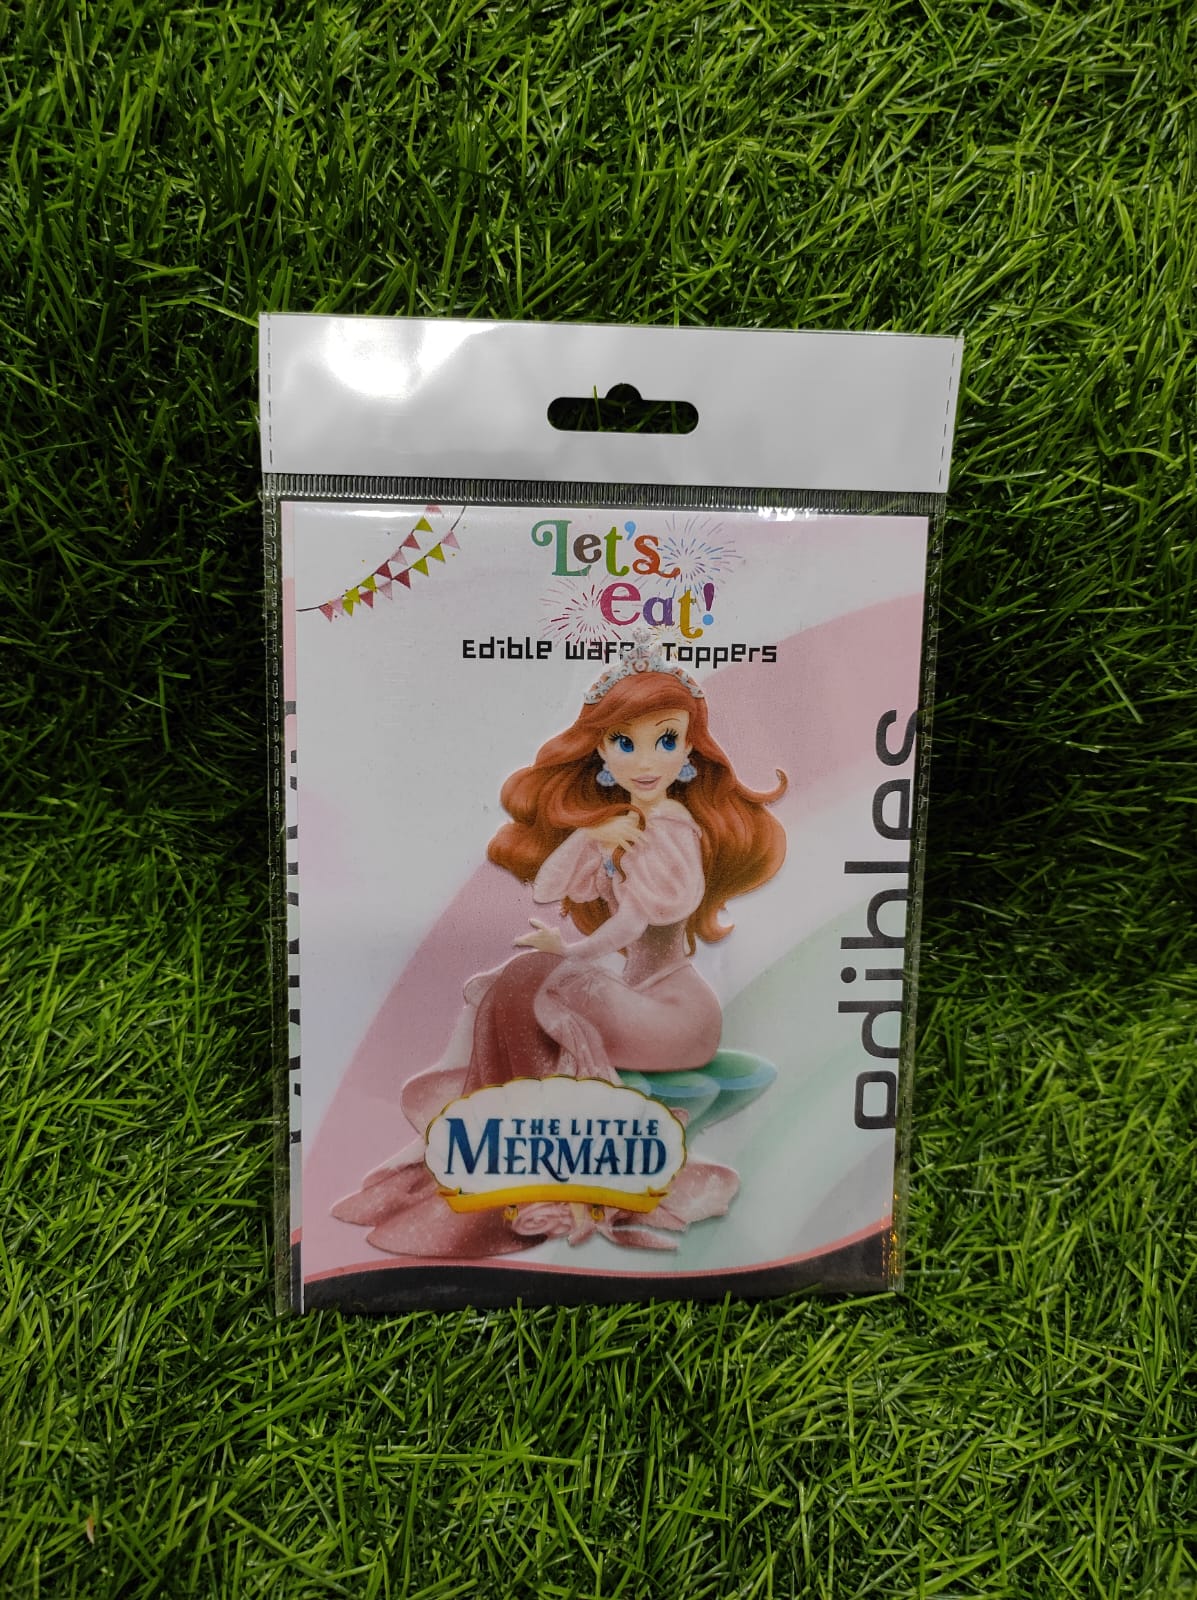 Let's
eat!
Edible Wafer Toppers
edibles
THE LITTLE
MERMAID